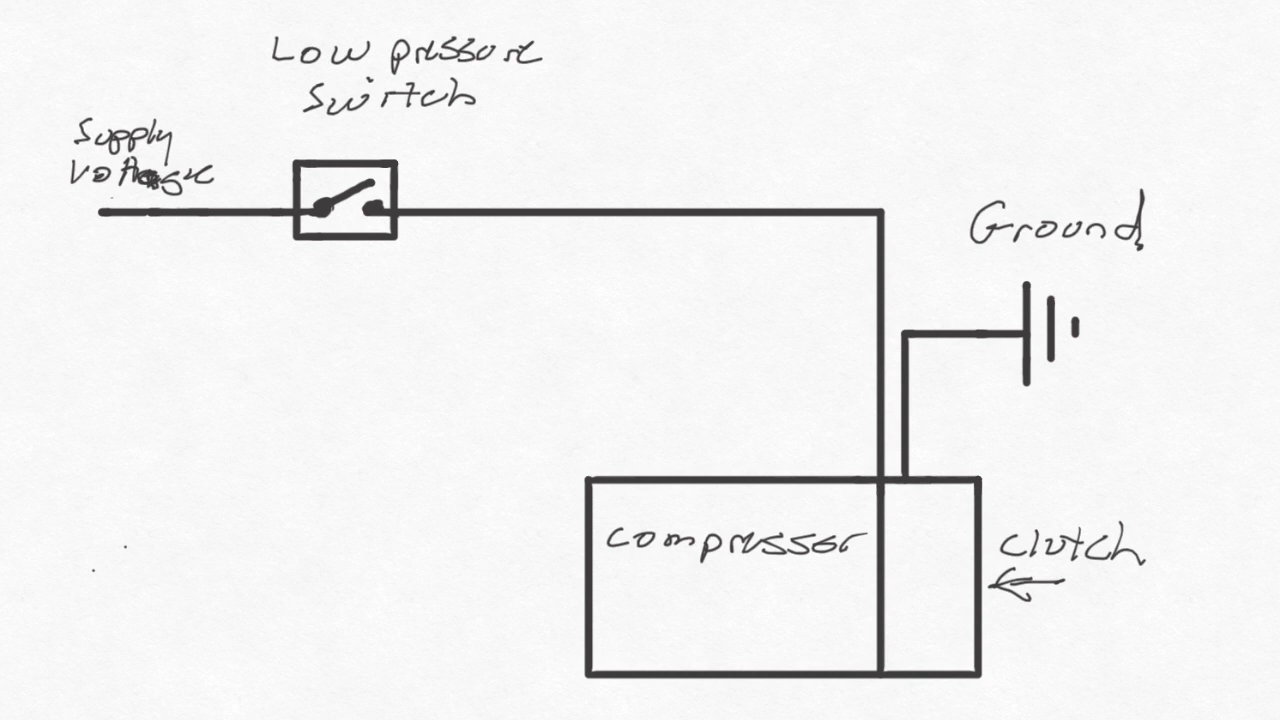 Low pressure
Switch
Supply
Voltage
Ground
Compressor
Clutch